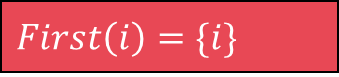 First(i) = {i}